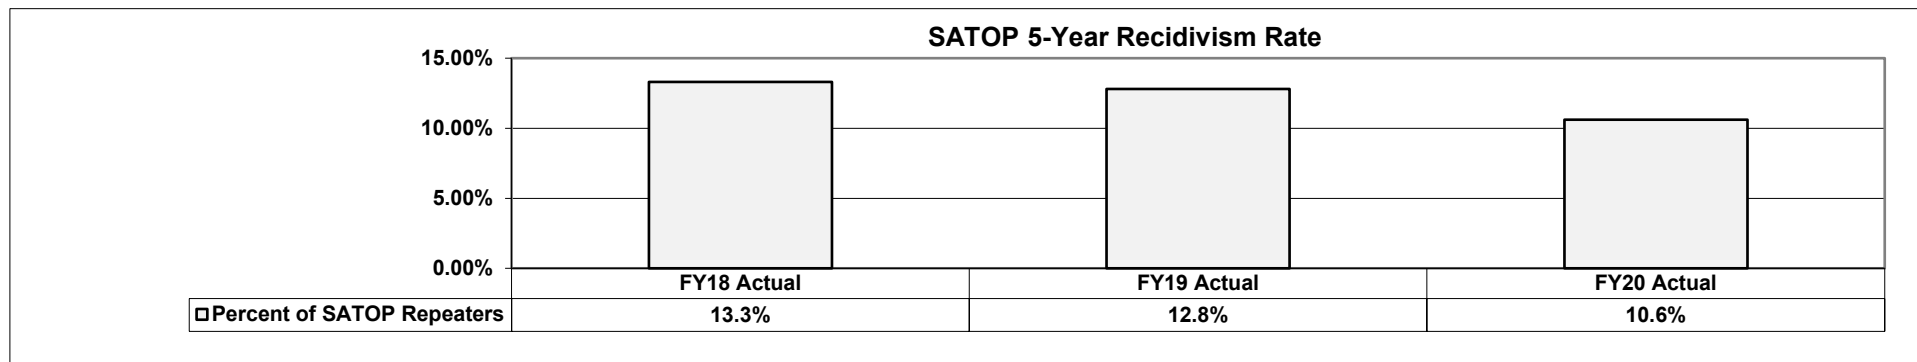 SATOP 5-Year Recidivism Rate
15.00%
10.00%
5.00%
0.00%
FY18 Actual FY19 Actual FY20 Actual
Percent of SATOP Repeaters 13.3% 12.8% 10.6%